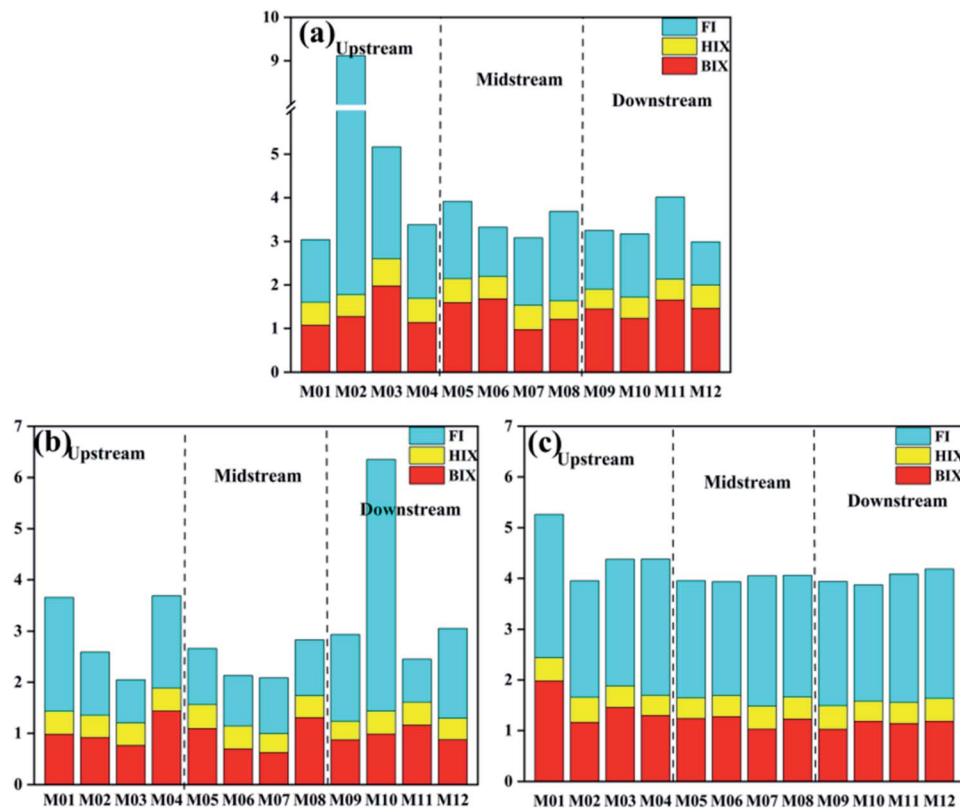 (a)
Upstream
Midstream
Downstream
FI
HIX
BIX
10
9
5
4
3
2
1
0
M01 M02 M03 M04 M05 M06 M07 M08 M09 M10 M11 M12
(b)
Upstream
Midstream
Downstream
FI
HIX
BIX
7
6
5
4
3
2
1
0
M01 M02 M03 M04 M05 M06 M07 M08 M09 M10 M11 M12
(c)
Upstream
Midstream
Downstream
FI
HIX
BIX
7
6
5
4
3
2
1
0
M01 M02 M03 M04 M05 M06 M07 M08 M09 M10 M11 M12